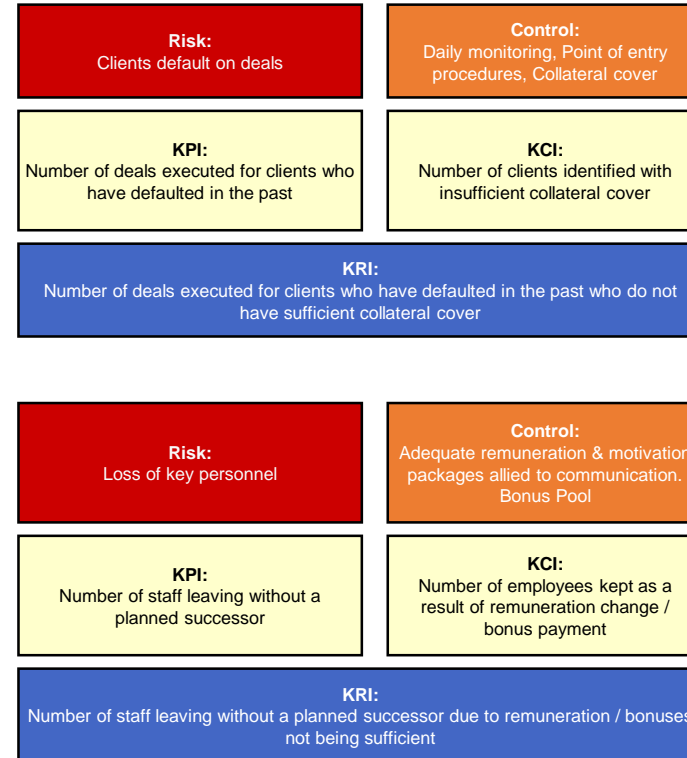 Risk:
Clients default on deals
Control:
Daily monitoring, Point of entry
procedures, Collateral cover
KPI:
Number of deals executed for clients who
have defaulted in the past
KCI:
Number of clients identified with
insufficient collateral cover
KRI:
Number of deals executed for clients who have defaulted in the past who do not
have sufficient collateral cover
Risk:
Loss of key personnel
Control:
Adequate remuneration & motivation
packages allied to communication.
Bonus Pool
KPI:
Number of staff leaving without a
planned successor
KCI:
Number of employees kept as a
result of remuneration change /
bonus payment
KRI:
Number of staff leaving without a planned successor due to remuneration / bonuses
not being sufficient